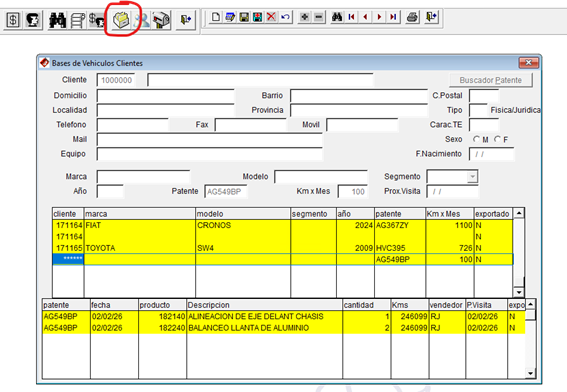 Bases de Vehiculos Clientes
Cliente 1000000 Buscador Patente
Domicilio Barrio C.Postal
Localidad Provincia Tipo Fisica/Juridica
Telefono Fax Movil Carac.TE
Mail Sexo M F
Equipo F.Nacimiento / /
Marca Modelo Segmento
Año Patente AG549BP Km x Mes 100 Prox.Visita / /
cliente marca modelo segmento año patente Km x Mes exportado
171164 FIAT CRONOS 2024 AG367ZY 1100 N
171164 N
171165 TOYOTA SW4 2009 HVC395 726 N
****** AG549BP 100 N
patente fecha producto Descripcion cantidad Kms vendedor P.Visita expo
AG549BP 02/02/26 182140 ALINEACION DE EJE DELANT CHASIS 1 246099 RJ 02/02/26 N
AG549BP 02/02/26 182240 BALANCEO LLANTA DE ALUMINIO 2 246099 RJ 02/02/26 N